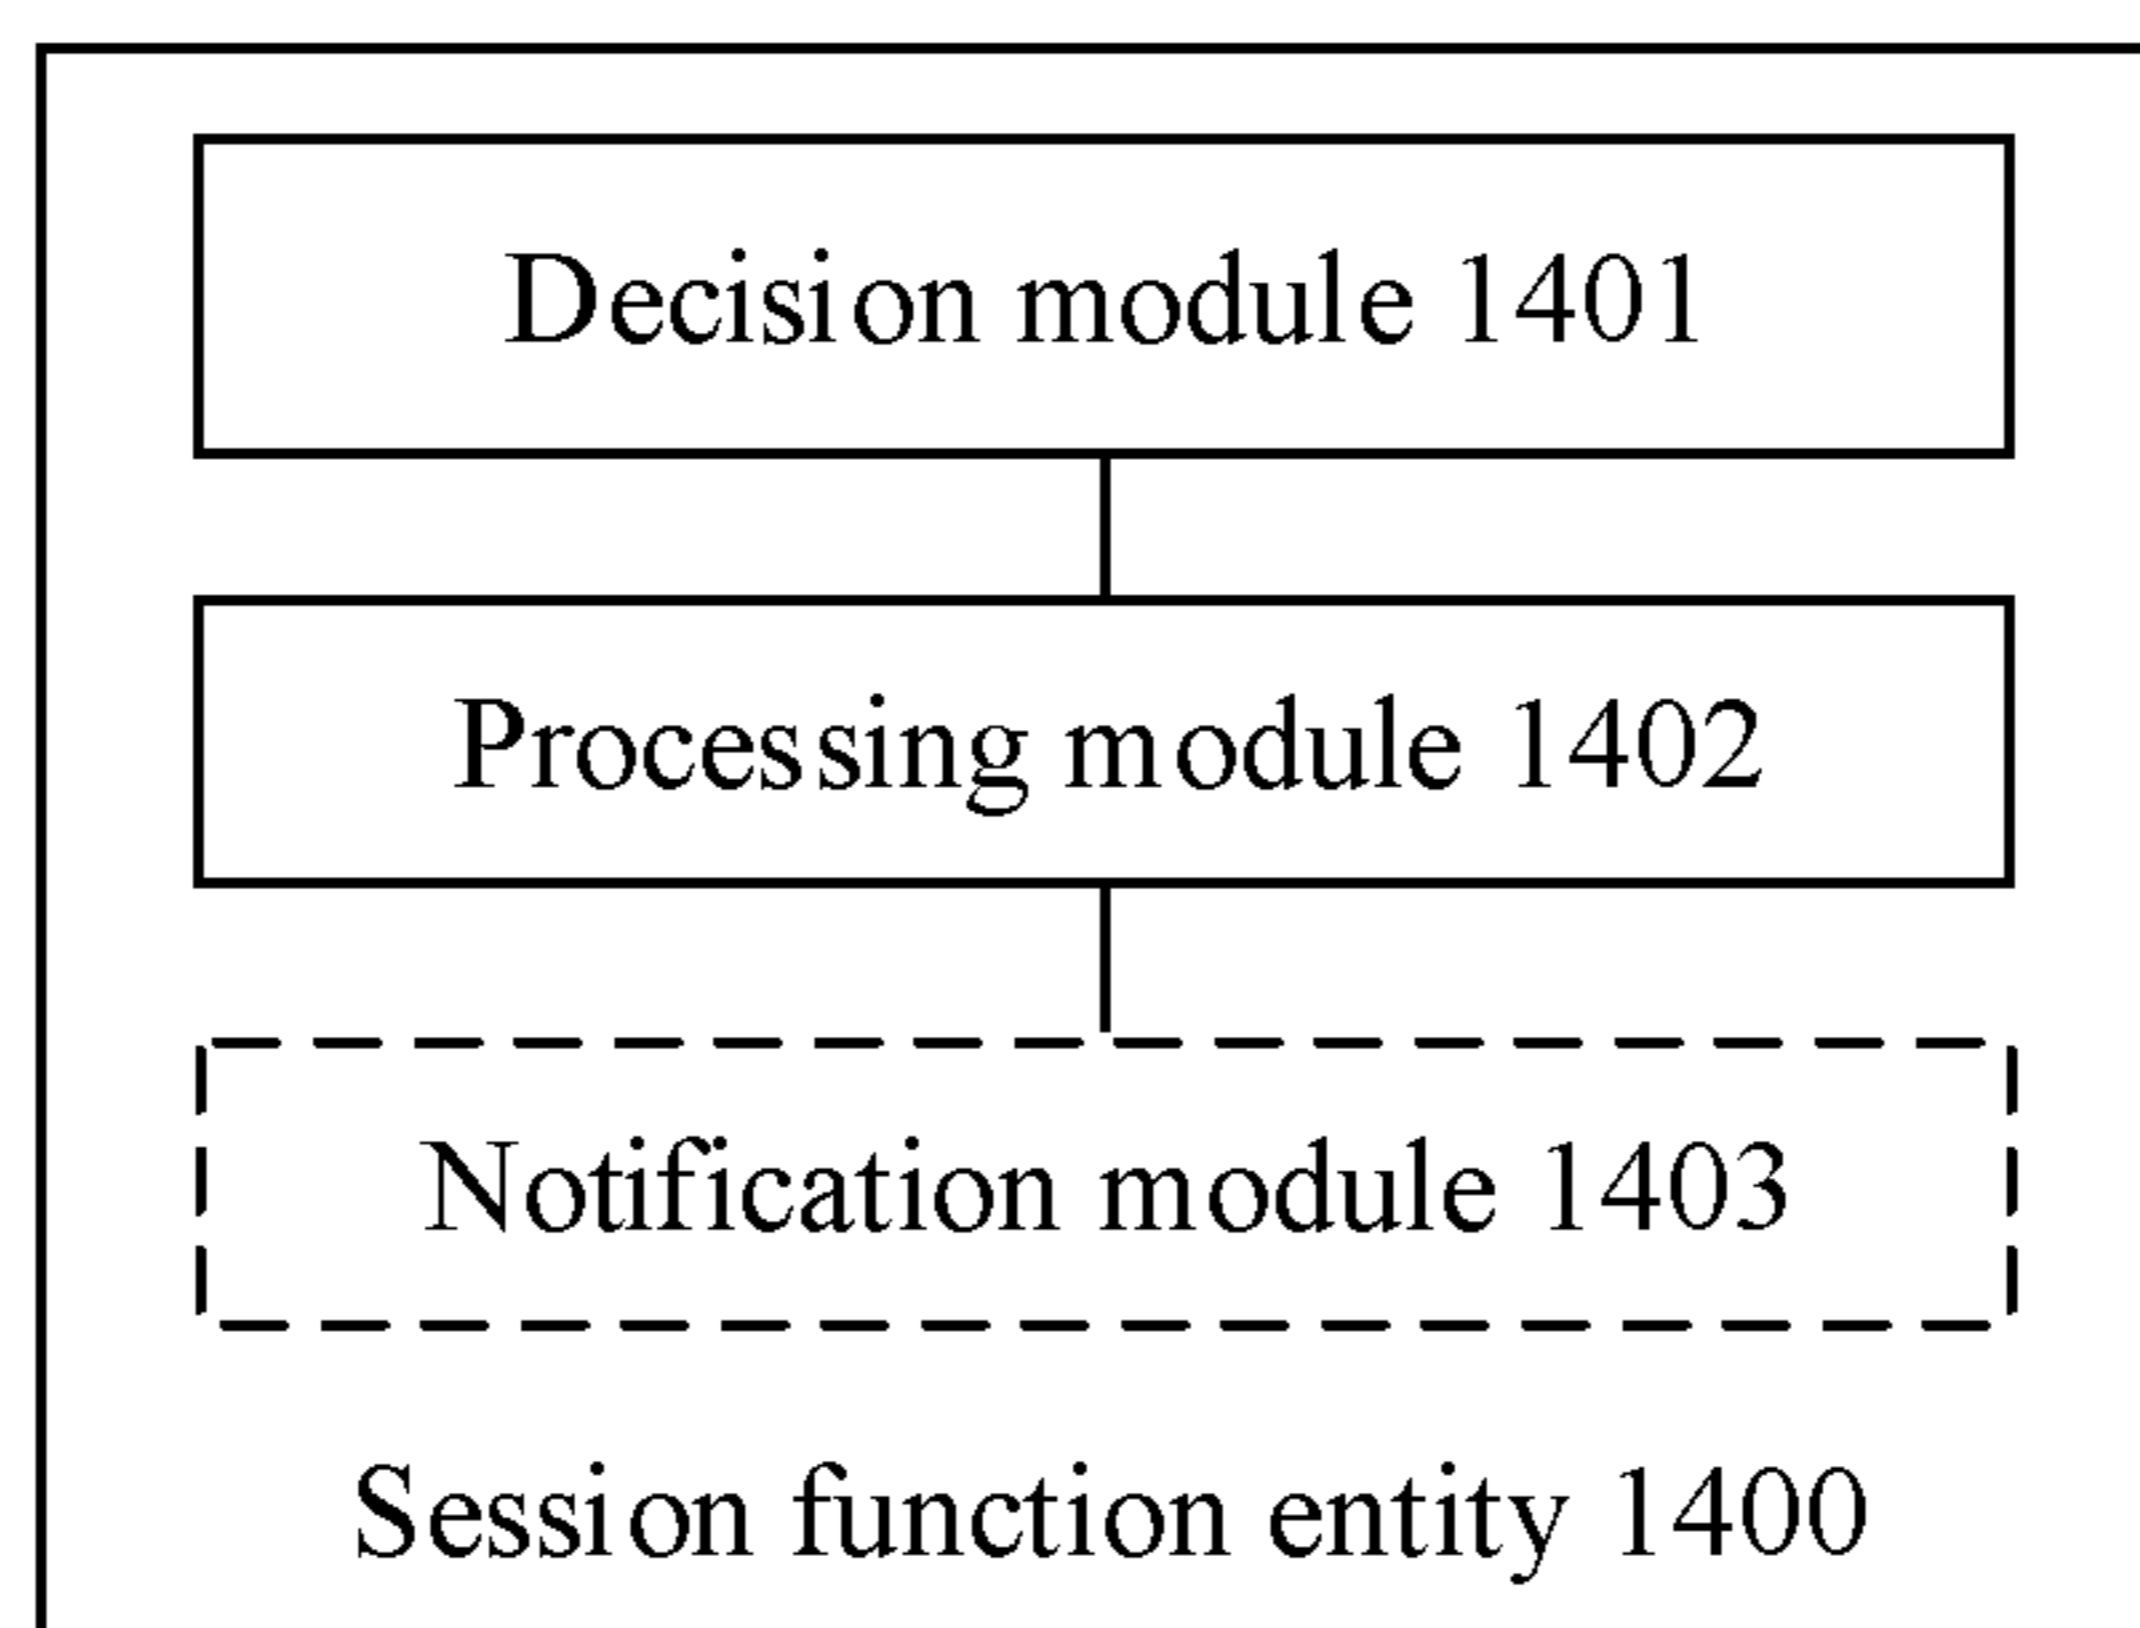 Decision module 1401
Processing module 1402
Notification module 1403
Session function entity 1400